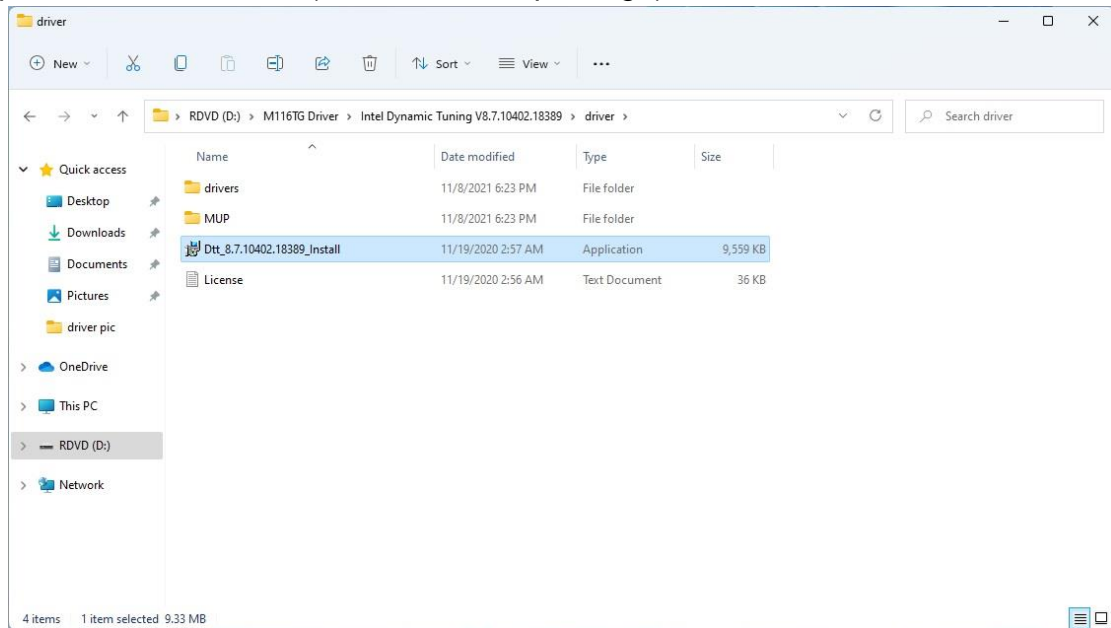 driver
New
Sort
View
RDVD (D:) > M116TG Driver > Intel Dynamic Tuning V8.7.10402.18389 > driver >
Search driver
Name Date modified Type Size
Quick access
Desktop
Downloads
Documents
Pictures
driver pic
OneDrive
This PC
RDVD (D:)
Network
drivers 11/8/2021 6:23 PM File folder
MUP 11/8/2021 6:23 PM File folder
Dtt_8.7.10402.18389_Install 11/19/2020 2:57 AM Application 9,559 KB
License 11/19/2020 2:56 AM Text Document 36 KB
4 items 1 item selected 9.33 MB